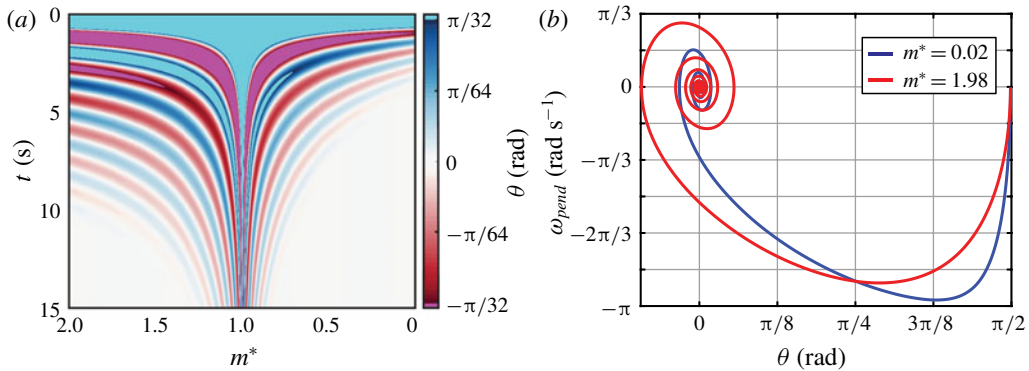 (a)
0
5
10
15
t (s)
2.0
1.5
1.0
0.5
0
m*
π/32
π/64
0
−π/64
−π/32
θ (rad)
(b)
π/3
0
−π/3
−2π/3
−π
ω_pend (rad s⁻¹)
m* = 0.02
m* = 1.98
0
π/8
π/4
3π/8
π/2
θ (rad)